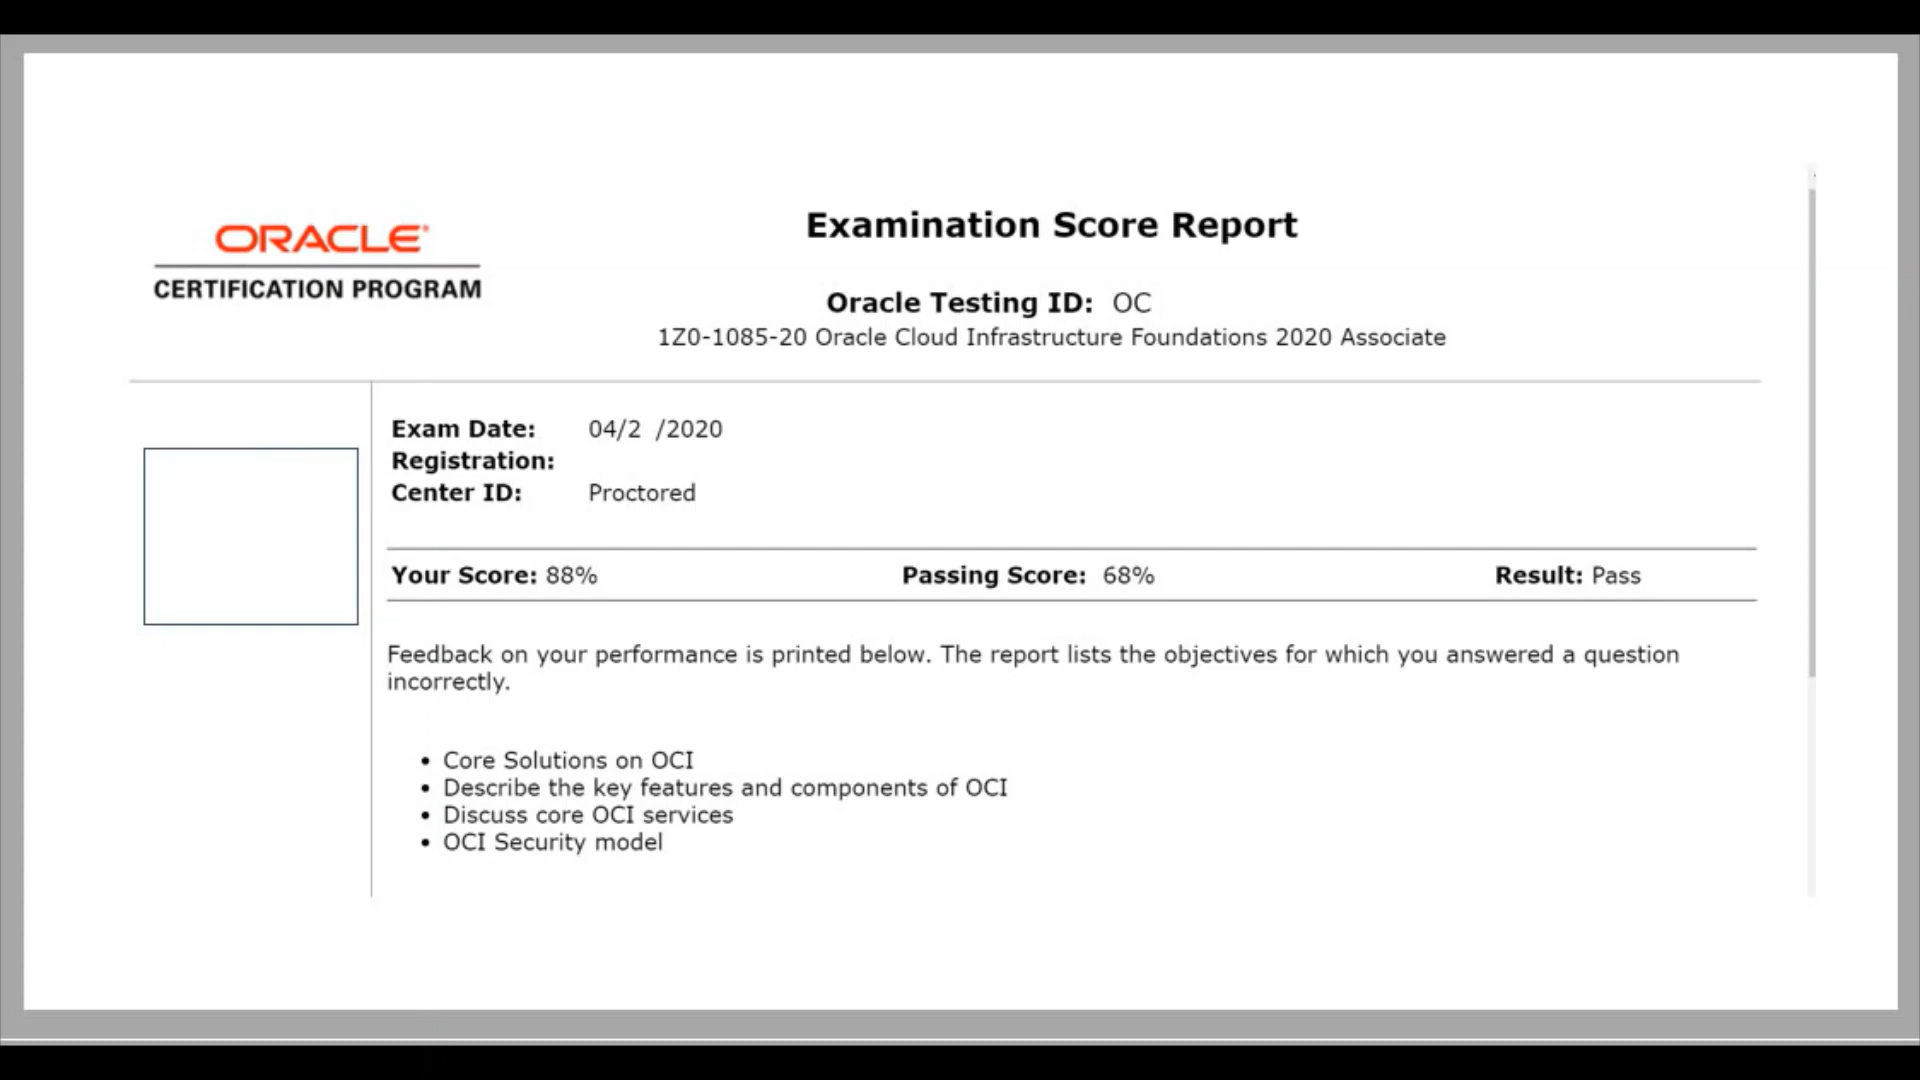 ORACLE
CERTIFICATION PROGRAM
Examination Score Report
Oracle Testing ID: OC
1Z0-1085-20 Oracle Cloud Infrastructure Foundations 2020 Associate
Exam Date: 04/2 /2020
Registration:
Center ID: Proctored
Your Score: 88% Passing Score: 68% Result: Pass
Feedback on your performance is printed below. The report lists the objectives for which you answered a question
incorrectly.
• Core Solutions on OCI
• Describe the key features and components of OCI
• Discuss core OCI services
• OCI Security model